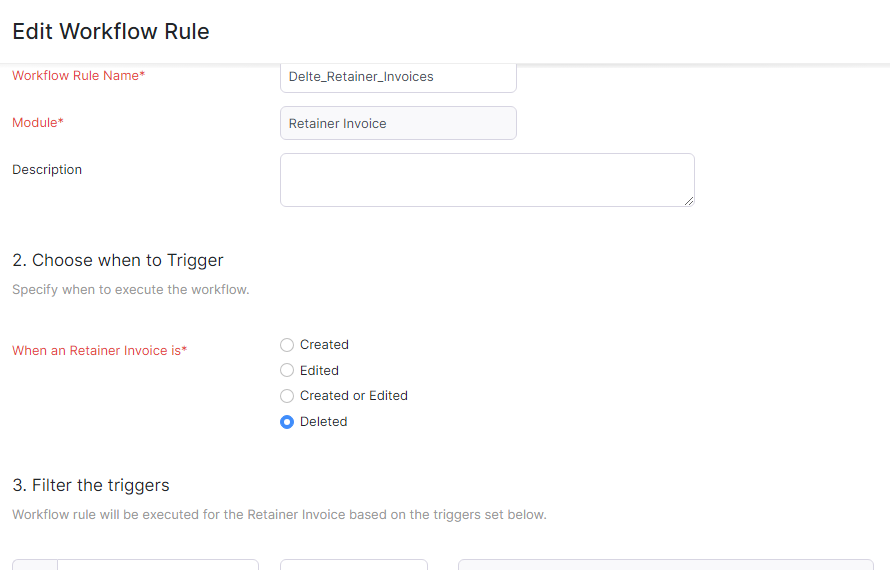 Edit Workflow Rule
Workflow Rule Name*
Delte_Retainer_Invoices
Module*
Retainer Invoice
Description
2. Choose when to Trigger
Specify when to execute the workflow.
When an Retainer Invoice is*
Created
Edited
Created or Edited
Deleted
3. Filter the triggers
Workflow rule will be executed for the Retainer Invoice based on the triggers set below.